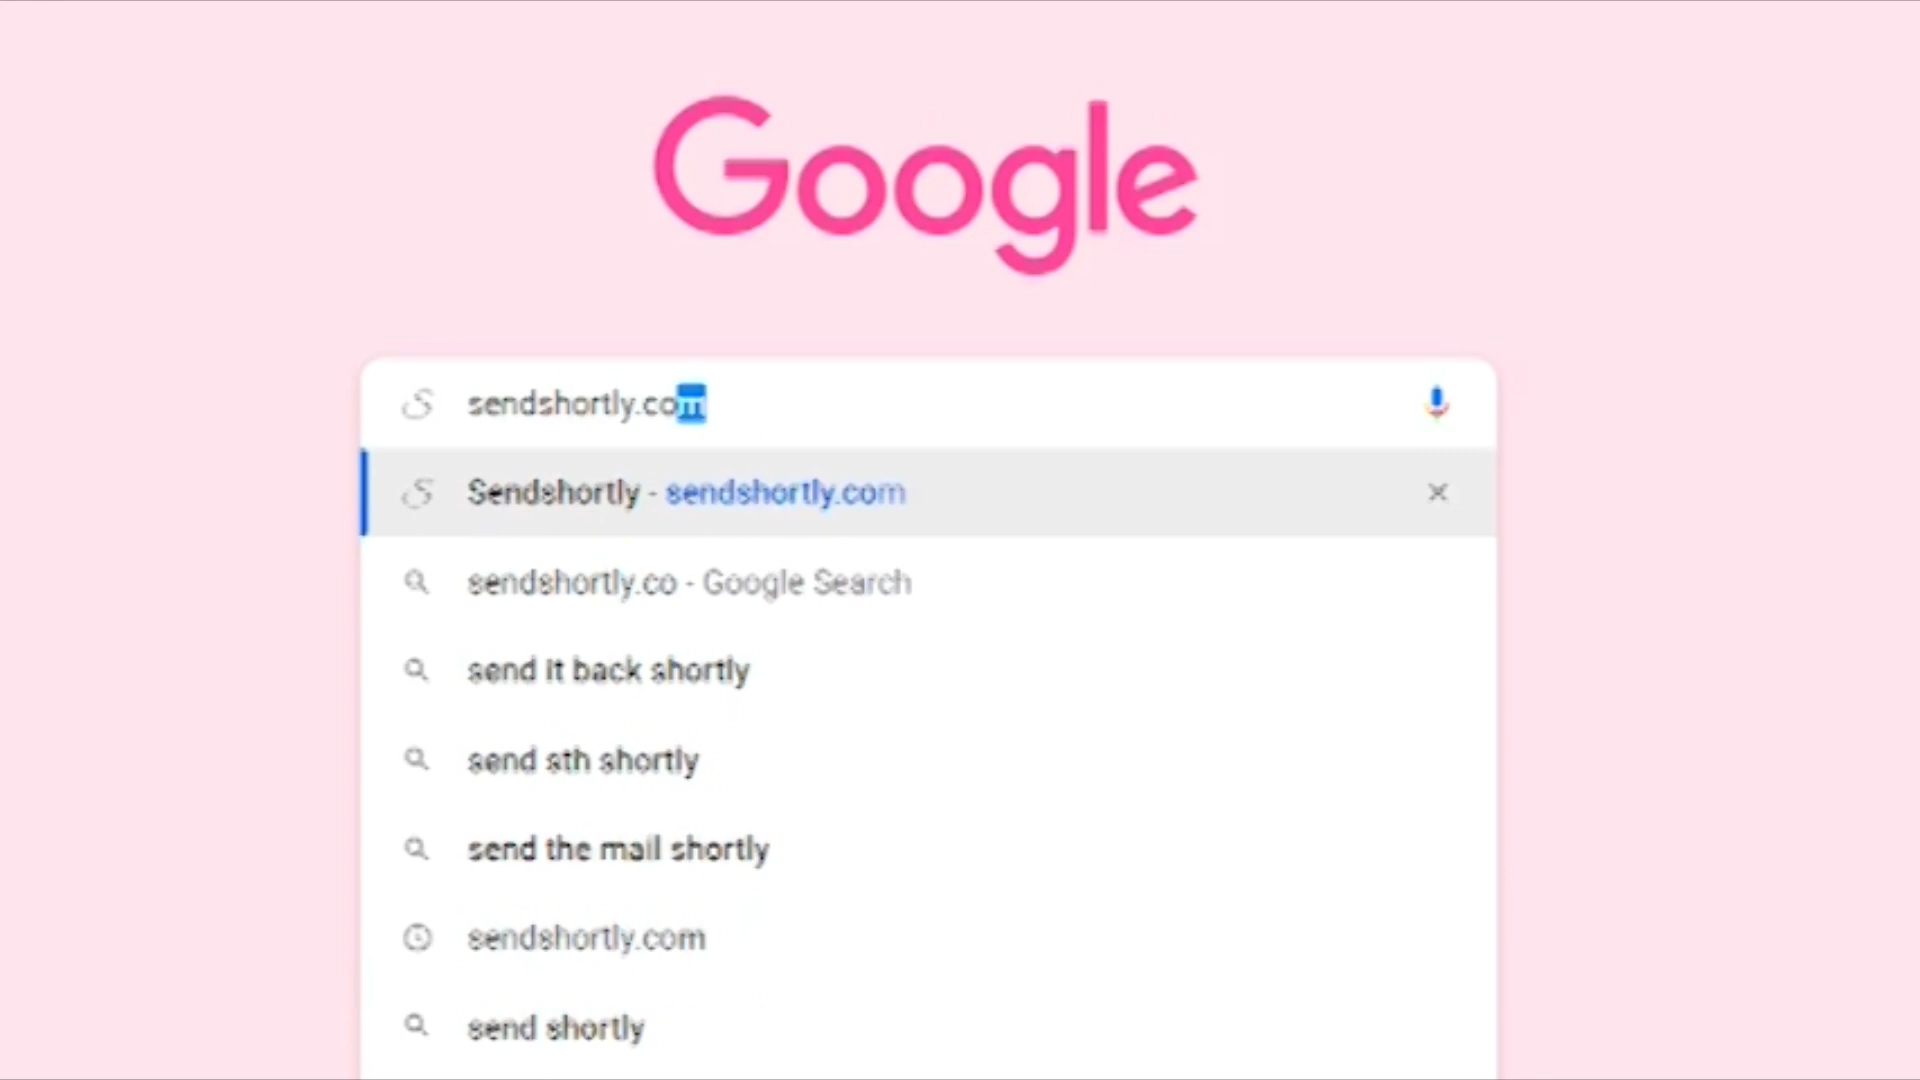 Google
sendshortly.com
Sendshortly - sendshortly.com
sendshortly.co - Google Search
send it back shortly
send sth shortly
send the mail shortly
sendshortly.com
send shortly